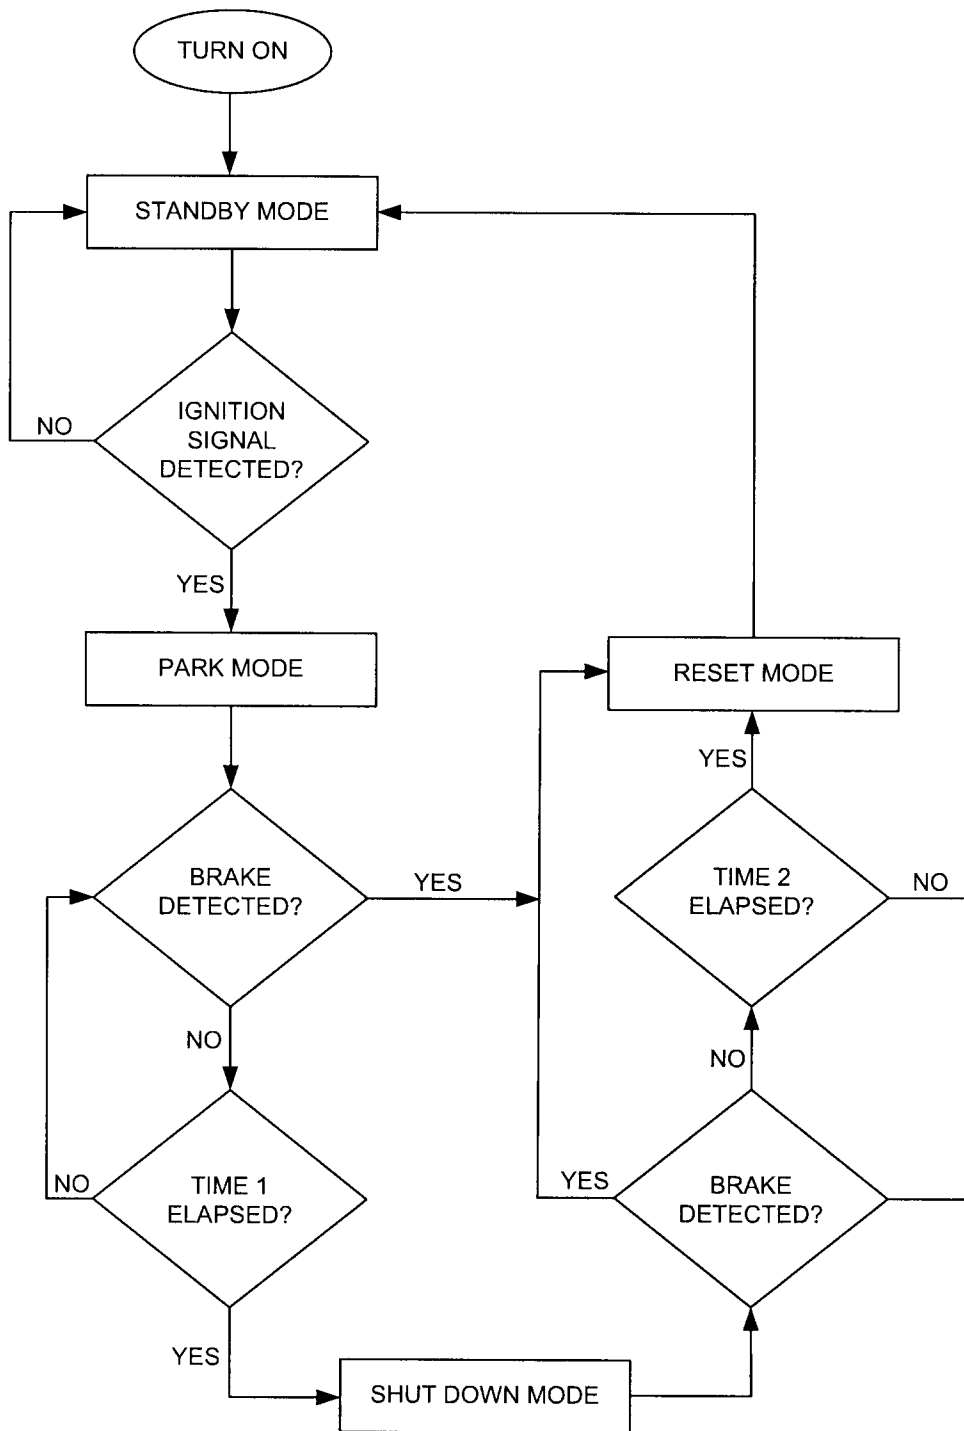 TURN ON
STANDBY MODE
IGNITION
SIGNAL
DETECTED?
NO
YES
PARK MODE
RESET MODE
YES
BRAKE
DETECTED?
YES
TIME 2
ELAPSED?
NO
NO
NO
TIME 1
ELAPSED?
NO
YES
BRAKE
DETECTED?
YES
SHUT DOWN MODE